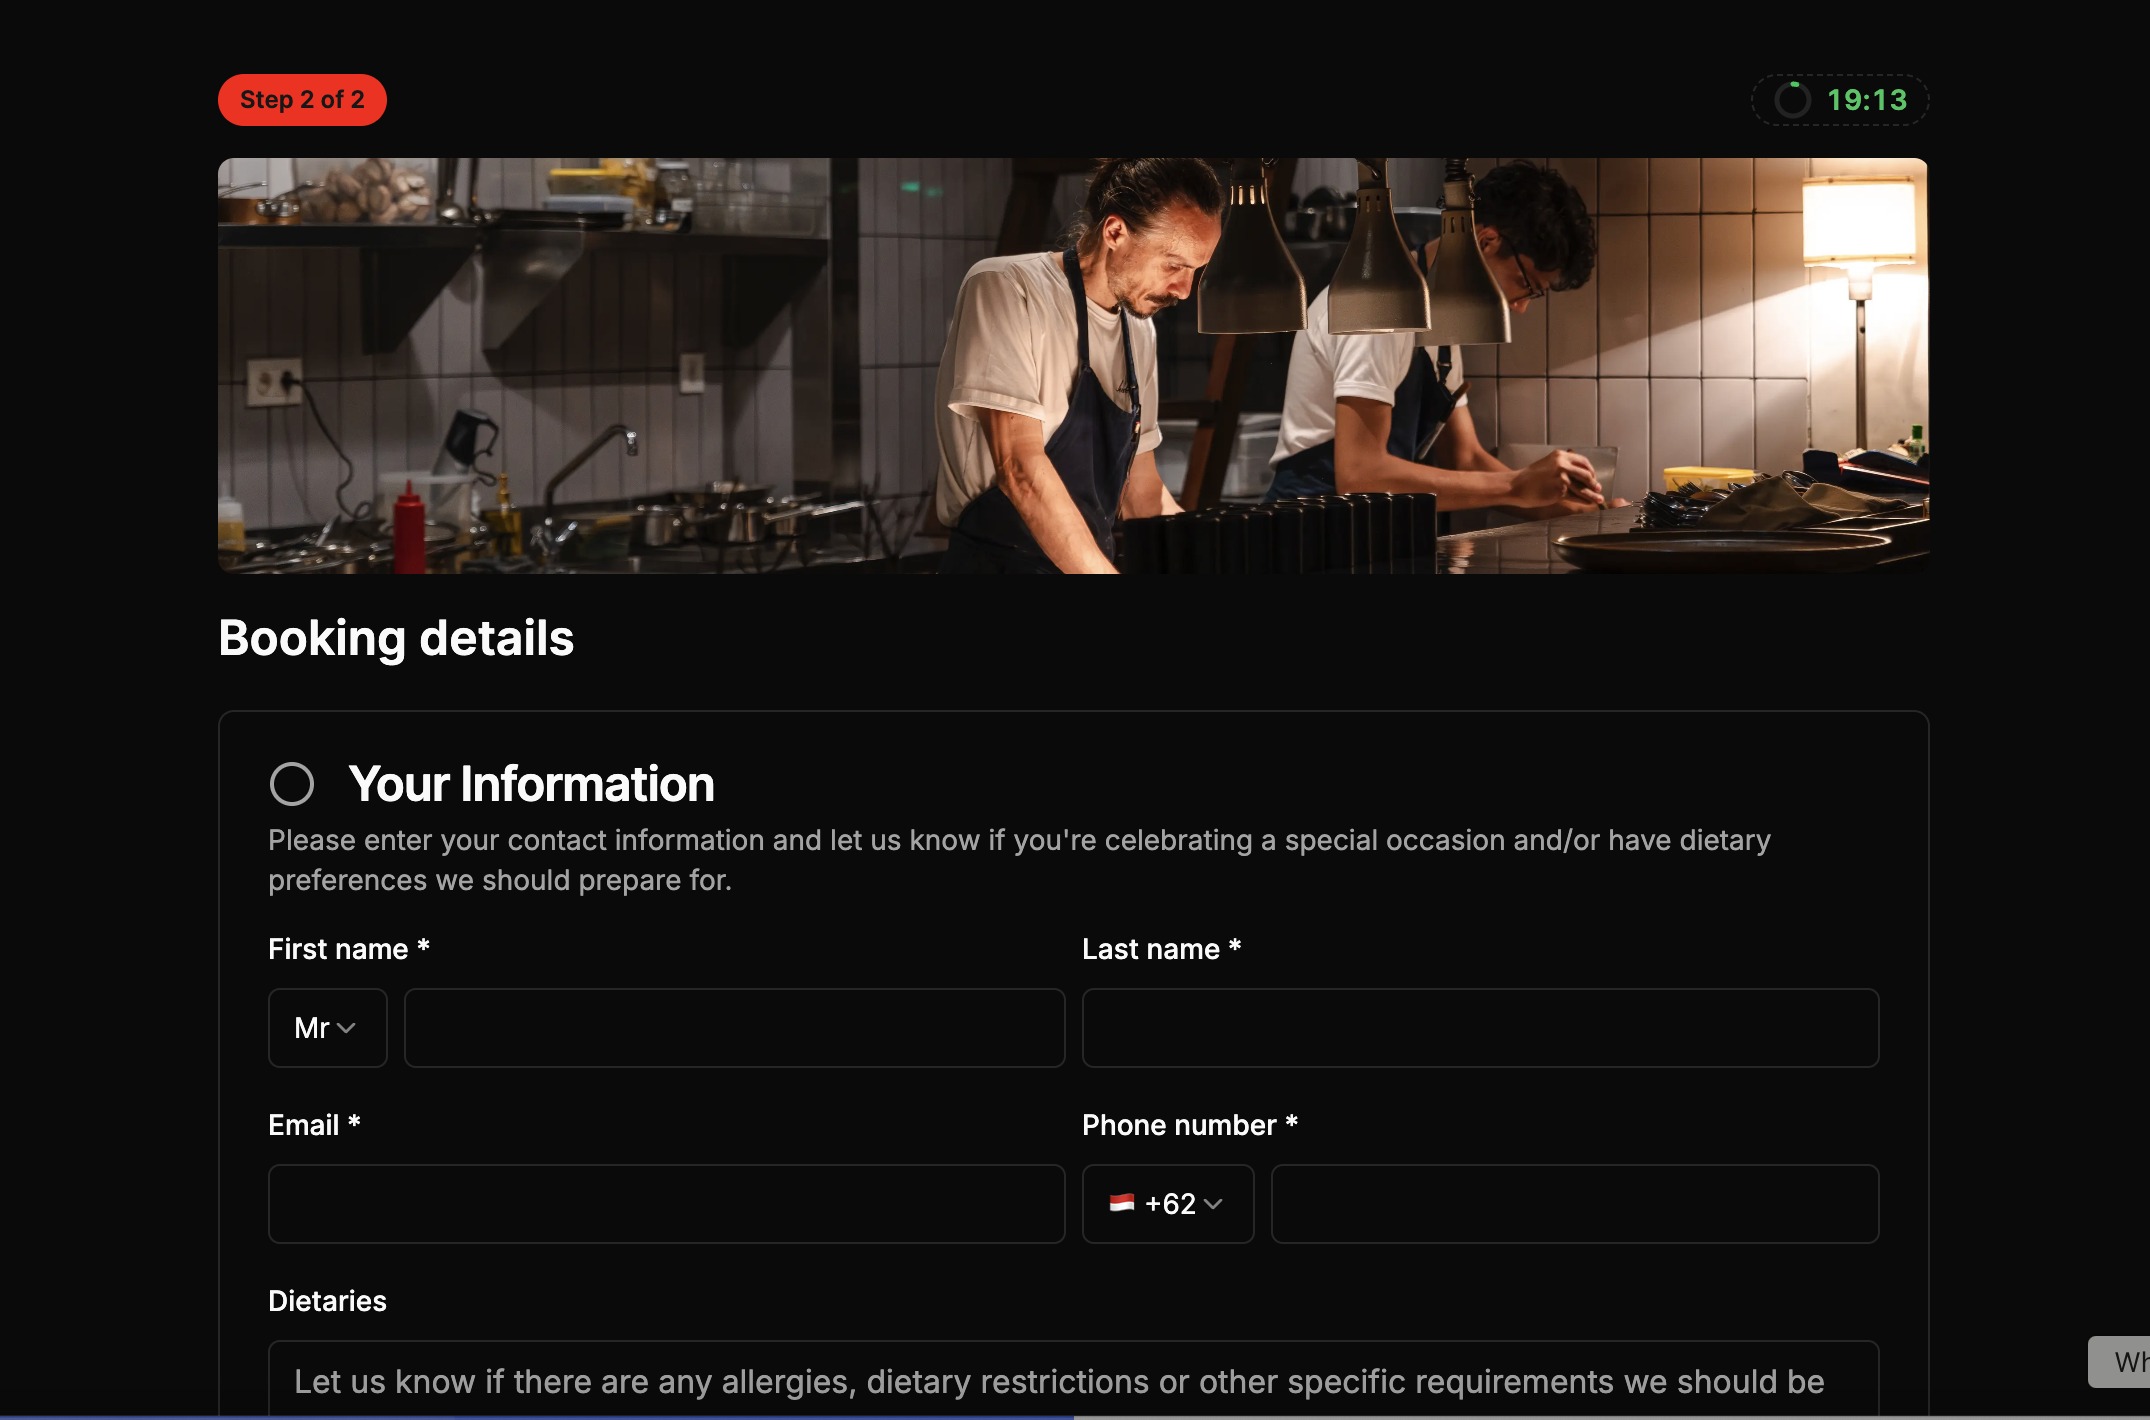 Step 2 of 2
19:13
Booking details
Your Information
Please enter your contact information and let us know if you're celebrating a special occasion and/or have dietary
preferences we should prepare for.
First name *
Last name *
Mr
Email *
Phone number *
+62
Dietaries
Let us know if there are any allergies, dietary restrictions or other specific requirements we should be